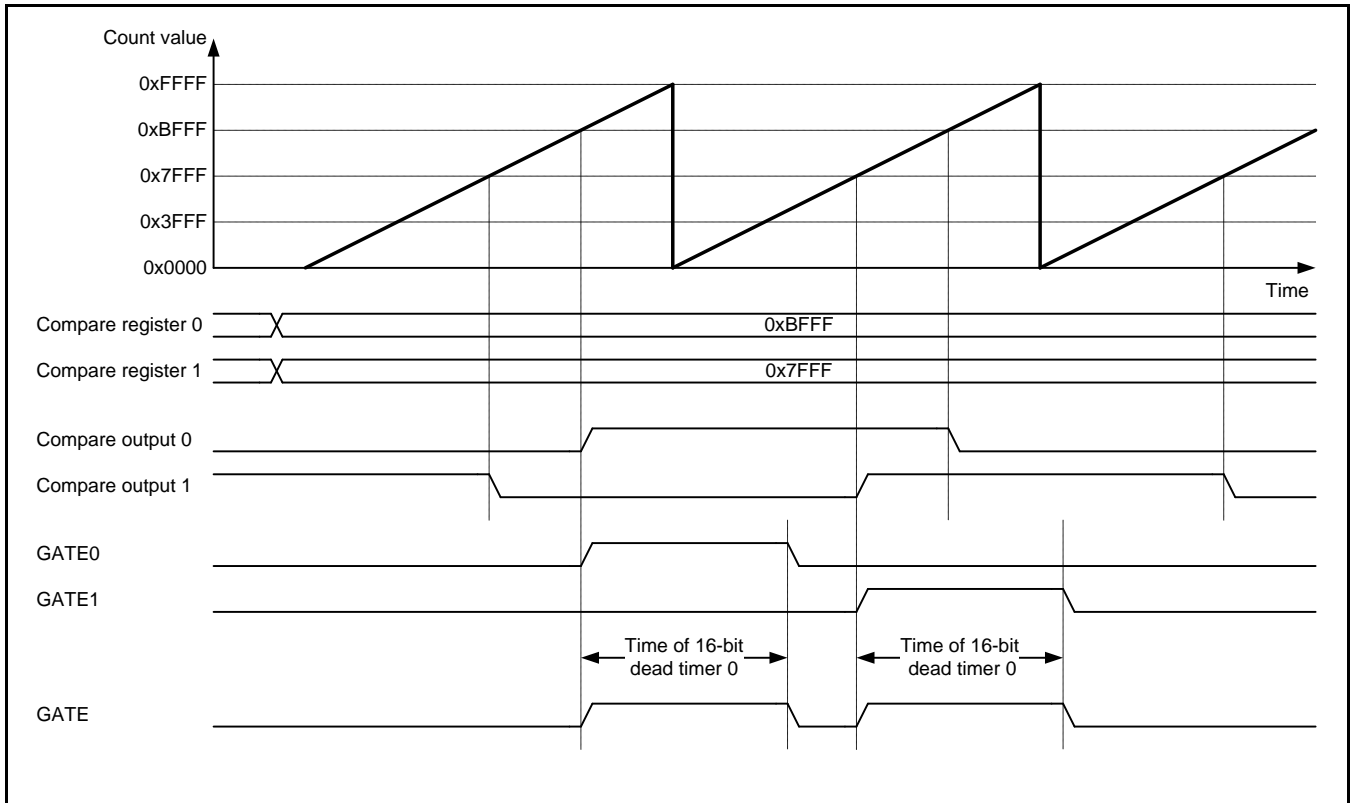 Count value
0xFFFF
0xBFFF
0x7FFF
0x3FFF
0x0000
Time
Compare register 0
0xBFFF
Compare register 1
0x7FFF
Compare output 0
Compare output 1
GATE0
GATE1
Time of 16-bit
dead timer 0
Time of 16-bit
dead timer 0
GATE